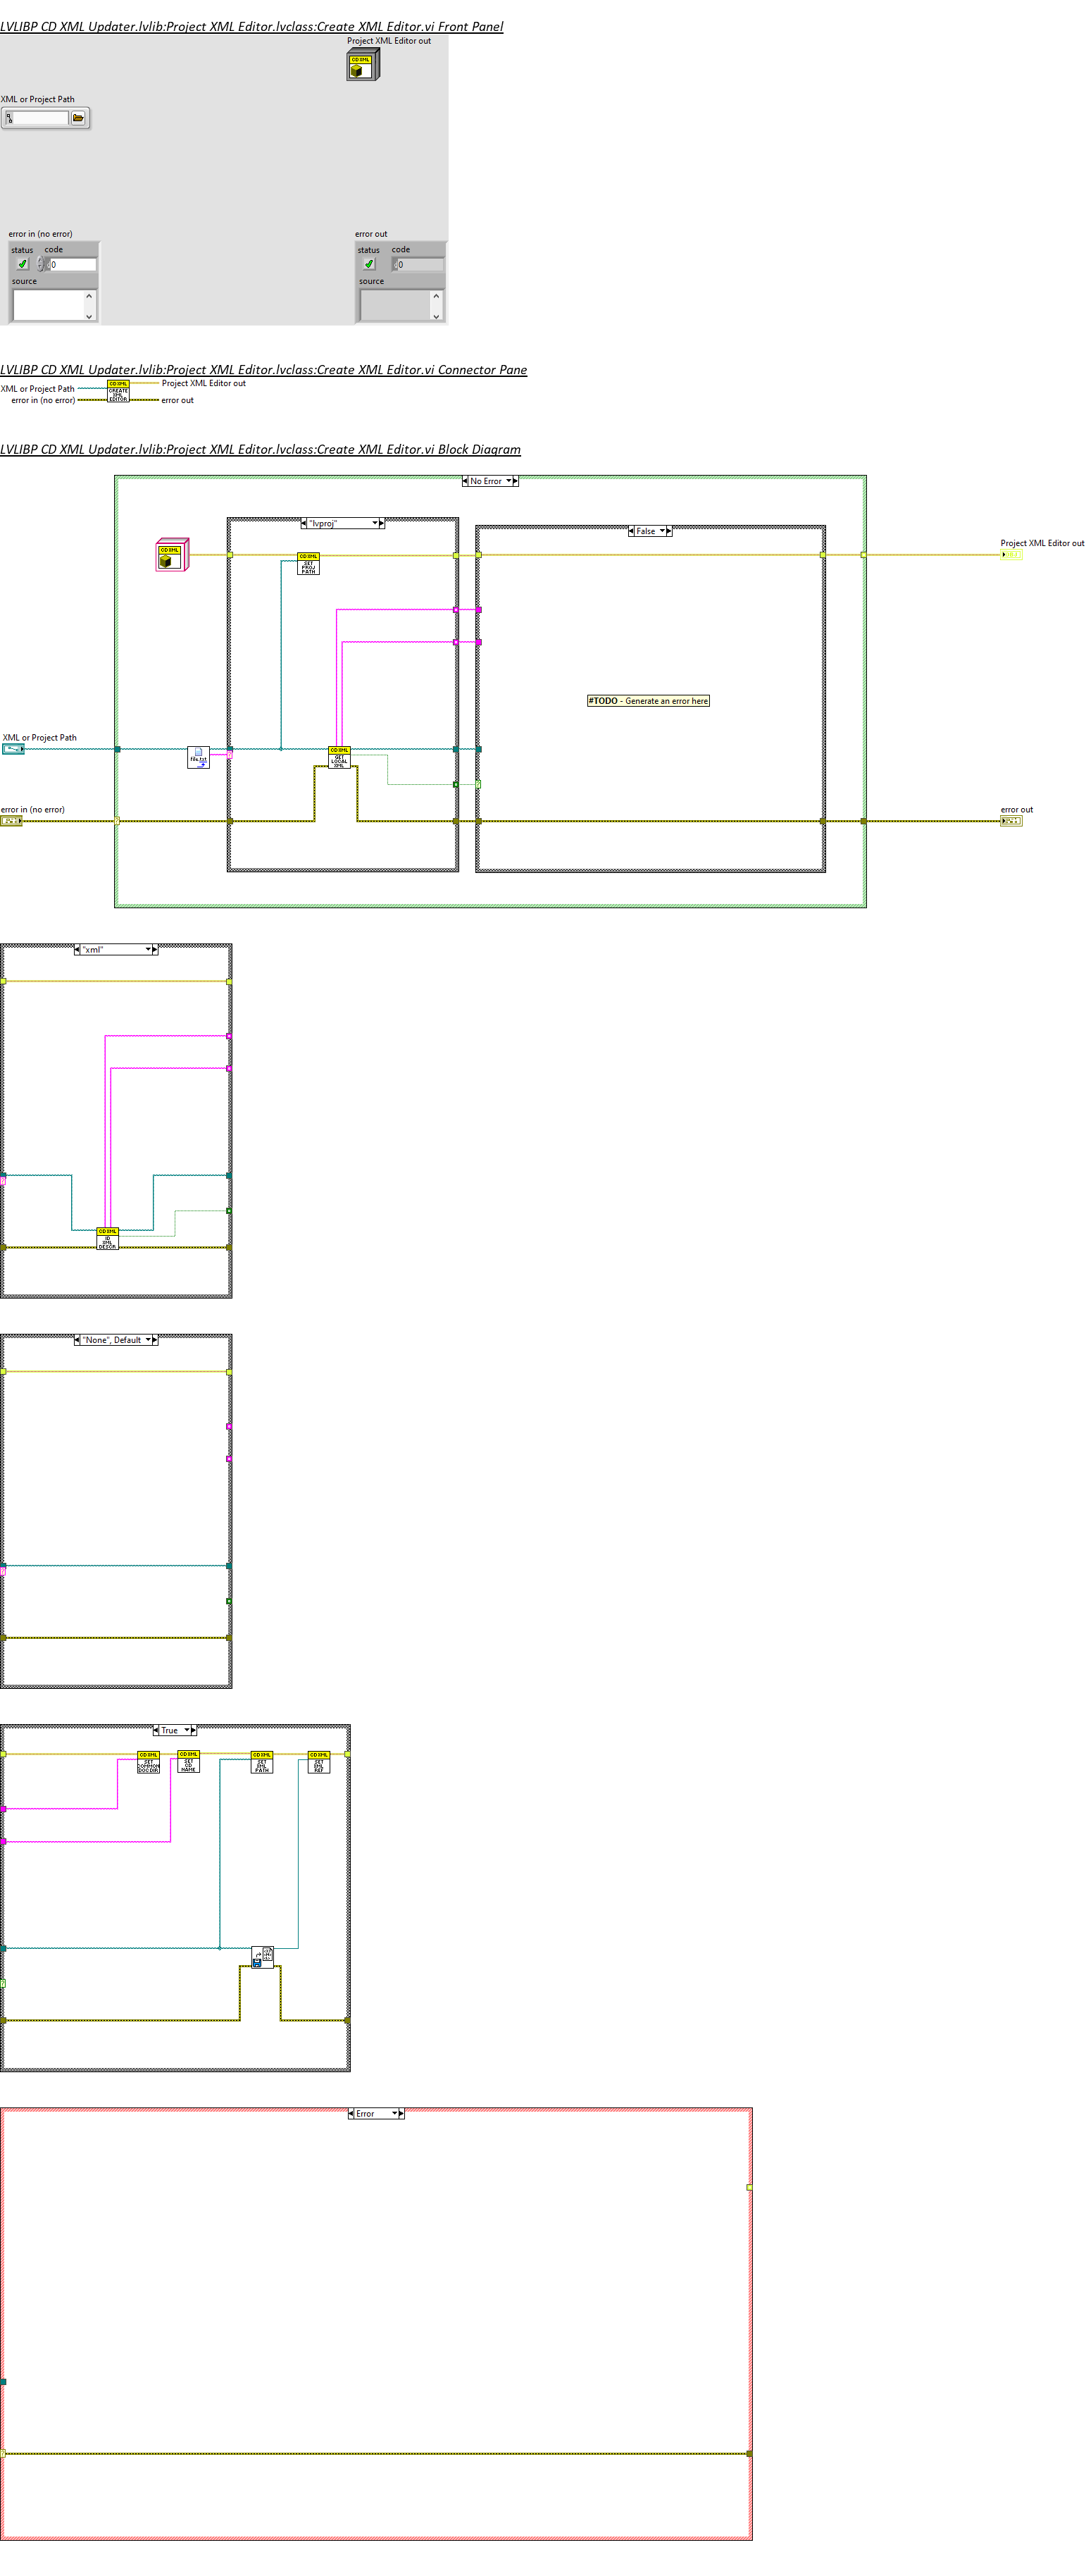 LVLIBP CD XML Updater.lvlib:Project XML Editor.lvclass:Create XML Editor.vi Front Panel
Project XML Editor out
CD XML
XML or Project Path
error in (no error)
error out
status code
0
source
status code
0
source
LVLIBP CD XML Updater.lvlib:Project XML Editor.lvclass:Create XML Editor.vi Connector Pane
XML or Project Path
CD XML
CREATE
XML
EDITOR
Project XML Editor out
error in (no error)
error out
LVLIBP CD XML Updater.lvlib:Project XML Editor.lvclass:Create XML Editor.vi Block Diagram
No Error
"lvproj"
False
CD XML
CD XML
SET
PROJ
PATH
Project XML Editor out
#TODO - Generate an error here
XML or Project Path
file.txt
CD XML
GET
LOCAL
XML
error in (no error)
error out
"xml"
CD XML
ID
XML
DESCR
"None", Default
True
CD XML
SET
COMMON
DOC DIR
CD XML
SET
CD
NAME
CD XML
SET
XML
PATH
CD XML
SET
XML
REF
Error